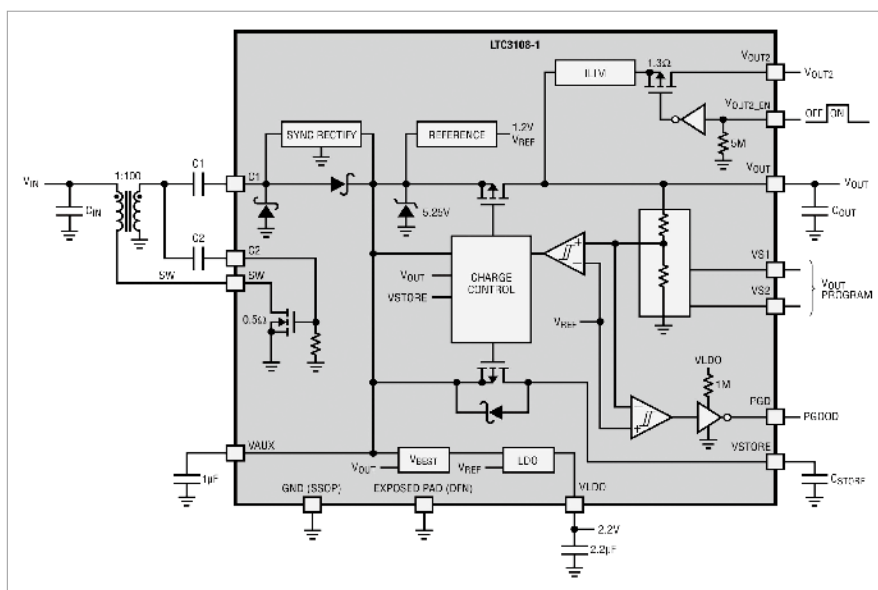 LTC3108-1
ILIM
1.3Ω
VOUT2
VOUT2
VOUT2_EN
OFF ON
5M
SYNC RECTIFY
REFERENCE
1.2V
VREF
C1
1:100
C1
VIN
CIN
5.25V
VOUT
VOUT
COUT
C2
C2
SW
SW
0.5Ω
VOUT
VSTORE
CHARGE
CONTROL
VREF
VS1
VS2
VOUT
PROGRAM
VLDO
1M
PGD
PGOOD
VSTORE
CSTORE
VAUX
1µF
VOUT
VBEST
VREF
LDO
GND (SSOP)
EXPOSED PAD (DFN)
VLDO
2.2V
2.2µF